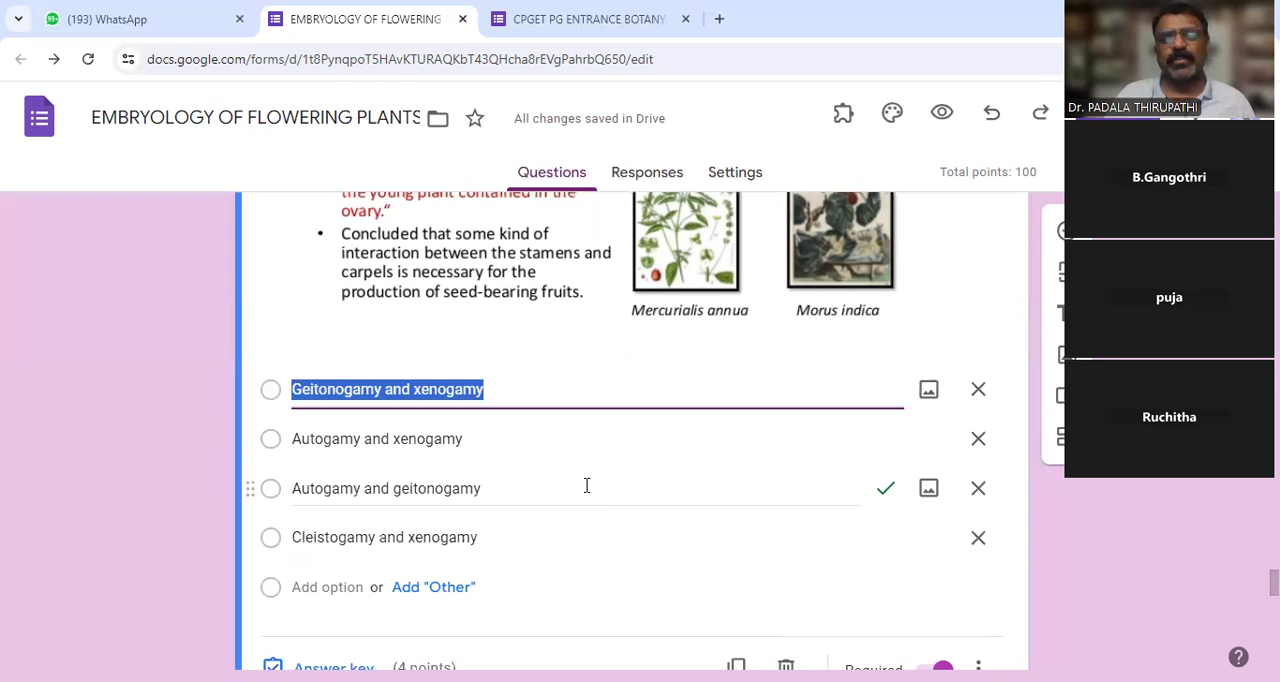 (193) WhatsApp
EMBRYOLOGY OF FLOWERING
CPGET PG ENTRANCE BOTANY
docs.google.com/forms/d/1t8PynqpoT5HAvKTURAQKbT43QHcha8rEVgPahrbQ650/edit
EMBRYOLOGY OF FLOWERING PLANTS
All changes saved in Drive
Questions
Responses
Settings
Total points: 100
the young plant contained in the
ovary.“
• Concluded that some kind of
interaction between the stamens and
carpels is necessary for the
production of seed-bearing fruits.
Mercurialis annua
Morus indica
Geitonogamy and xenogamy
Autogamy and xenogamy
Autogamy and geitonogamy
Cleistogamy and xenogamy
Add option or Add "Other"
Answer key (4 points)
Required
Dr. PADALA THIRUPATHI
B.Gangothri
puja
Ruchitha